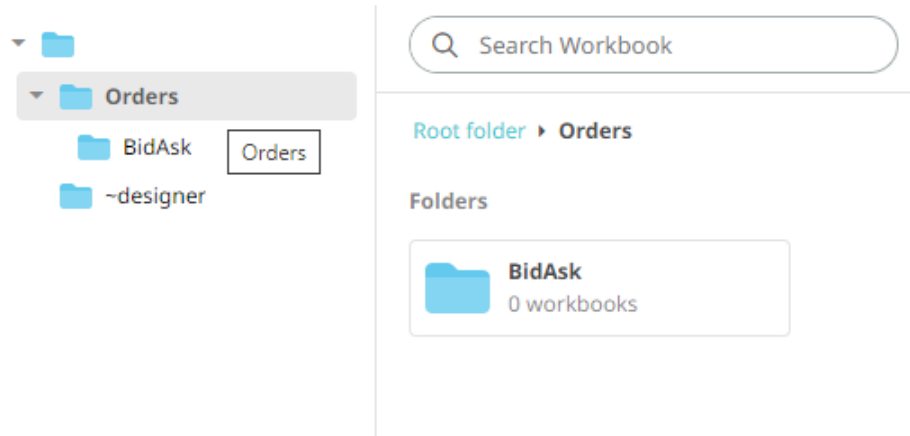 Orders
BidAsk
Orders
~designer
Search Workbook
Root folder Orders
Folders
BidAsk
0 workbooks